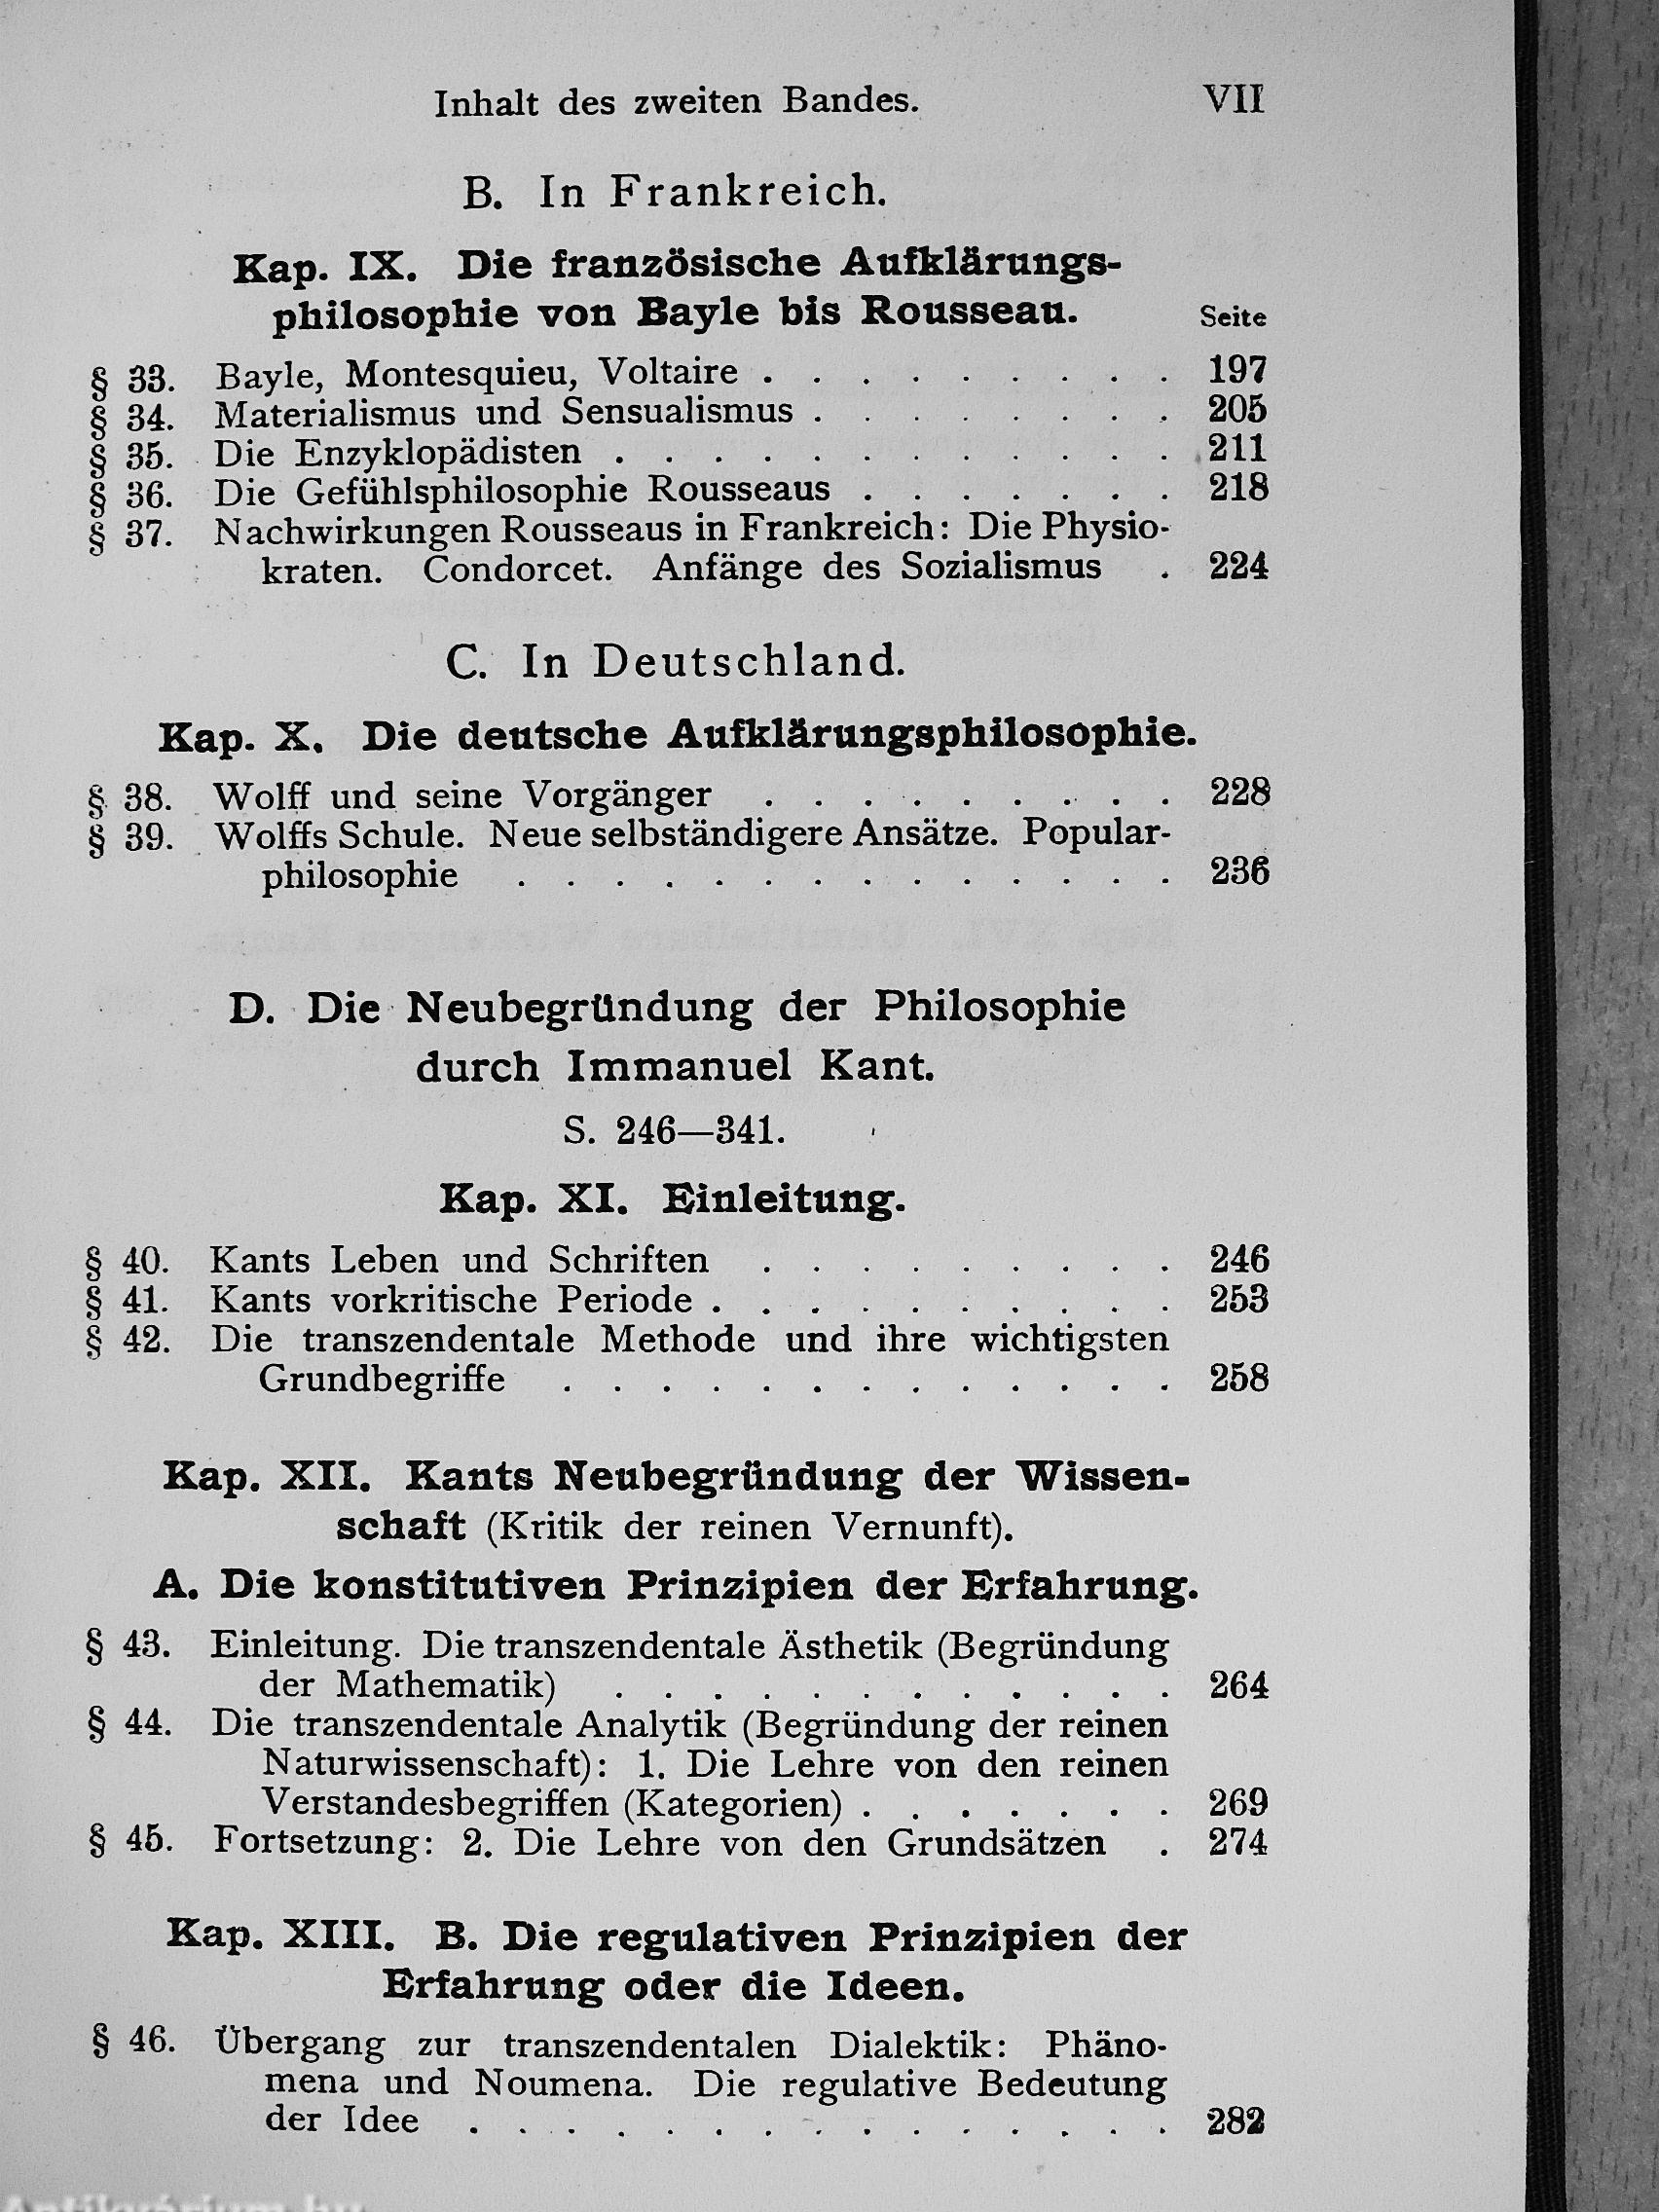 Inhalt des zweiten Bandes. VII
B. In Frankreich.
Kap. IX. Die französische Aufklärungs-
philosophie von Bayle bis Rousseau. Seite
§ 33. Bayle, Montesquieu, Voltaire . . . . . . . . . 197
§ 34. Materialismus und Sensualismus . . . . . . . . 205
§ 35. Die Enzyklopädisten . . . . . . . . . . . . 211
§ 36. Die Gefühlsphilosophie Rousseaus . . . . . . . 218
§ 37. Nachwirkungen Rousseaus in Frankreich: Die Physio-
kraten. Condorcet. Anfänge des Sozialismus . 224
C. In Deutschland.
Kap. X. Die deutsche Aufklärungsphilosophie.
§ 38. Wolff und seine Vorgänger . . . . . . . . . 228
§ 39. Wolffs Schule. Neue selbständigere Ansätze. Popular-
philosophie . . . . . . . . . . . . . . 236
D. Die Neubegründung der Philosophie
durch Immanuel Kant.
S. 246—341.
Kap. XI. Einleitung.
§ 40. Kants Leben und Schriften . . . . . . . . . 246
§ 41. Kants vorkritische Periode . . . . . . . . . . 253
§ 42. Die transzendentale Methode und ihre wichtigsten
Grundbegriffe . . . . . . . . . . . . . 258
Kap. XII. Kants Neubegründung der Wissen-
schaft (Kritik der reinen Vernunft).
A. Die konstitutiven Prinzipien der Erfahrung.
§ 43. Einleitung. Die transzendentale Ästhetik (Begründung
der Mathematik) . . . . . . . . . . . . 264
§ 44. Die transzendentale Analytik (Begründung der reinen
Naturwissenschaft): 1. Die Lehre von den reinen
Verstandesbegriffen (Kategorien) . . . . . . . 269
§ 45. Fortsetzung: 2. Die Lehre von den Grundsätzen . 274
Kap. XIII. B. Die regulativen Prinzipien der
Erfahrung oder die Ideen.
§ 46. Übergang zur transzendentalen Dialektik: Phäno-
mena und Noumena. Die regulative Bedeutung
der Idee . . . . . . . . . . . . . . . 282